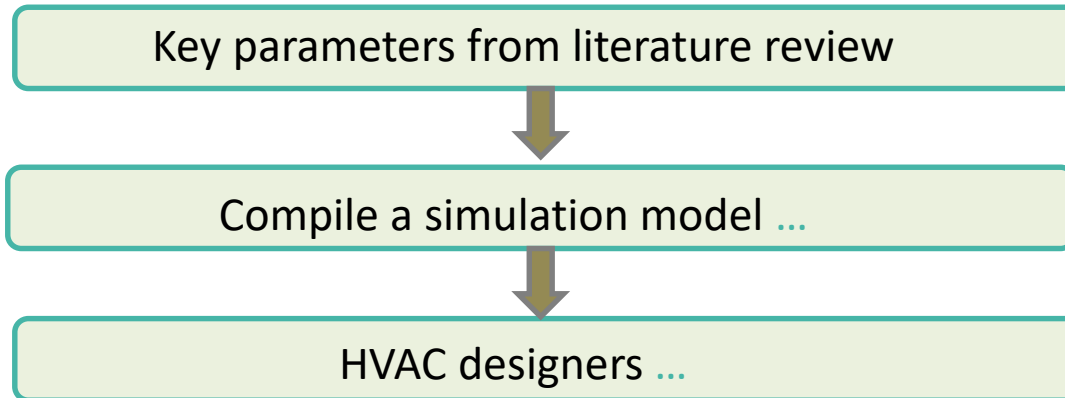 Key parameters from literature review
Compile a simulation model ...
HVAC designers ...